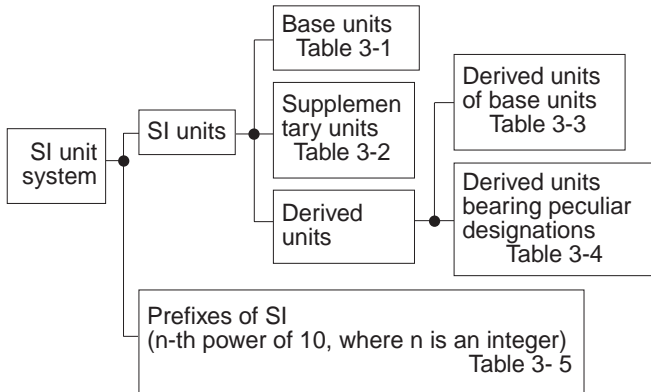 SI unit
system
SI units
Base units
Table 3-1
Supplemen
tary units
Table 3-2
Derived
units
Derived units
of base units
Table 3-3
Derived units
bearing peculiar
designations
Table 3-4
Prefixes of SI
(n-th power of 10, where n is an integer)
Table 3- 5